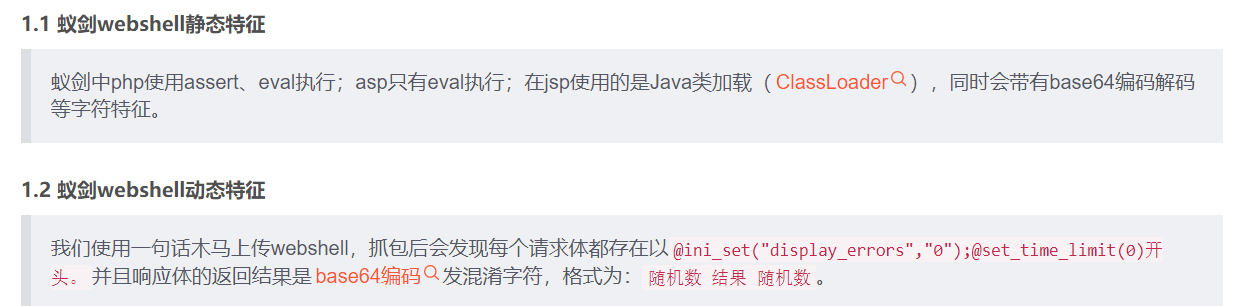 1.1 蚁剑webshell静态特征
蚁剑中php使用assert、eval执行；asp只有eval执行；在jsp使用的是Java类加载（ClassLoader），同时会带有base64编码解码
等字符特征。
1.2 蚁剑webshell动态特征
我们使用一句话木马上传webshell，抓包后会发现每个请求体都存在以@ini_set("display_errors","0");@set_time_limit(0)开
头。并且响应体的返回结果是base64编码发混淆字符，格式为：随机数 结果 随机数。